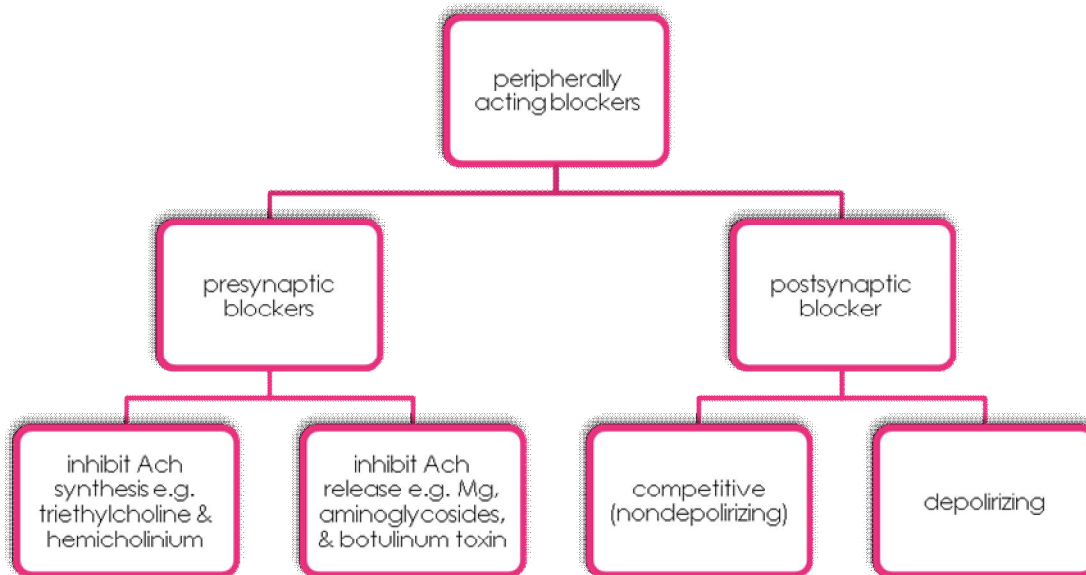 peripherally
acting blockers
presynaptic
blockers
postsynaptic
blocker
inhibit Ach
synthesis e.g.
triethylcholine &
hemicholinium
inhibit Ach
release e.g. Mg,
aminoglycosides,
& botulinum toxin
competitive
(nondepolirizing)
depolirizing